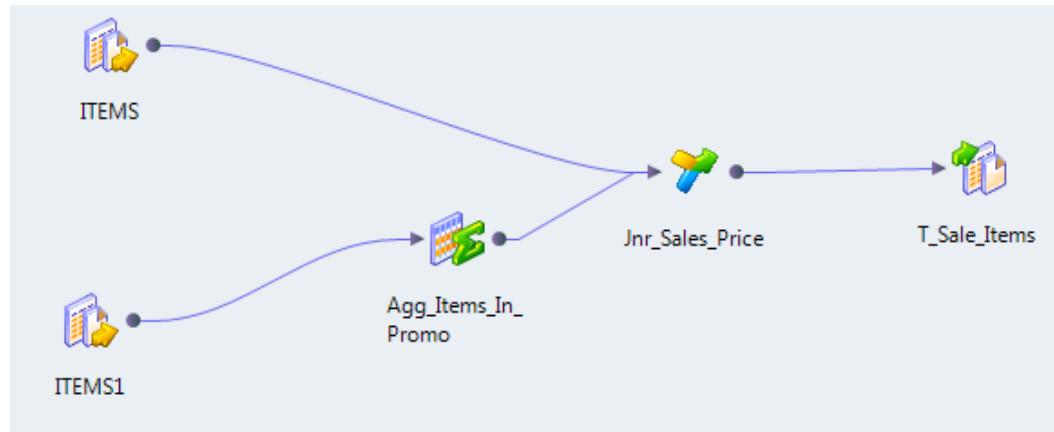 ITEMS
Jnr_Sales_Price
T_Sale_Items
Agg_Items_In_
Promo
ITEMS1